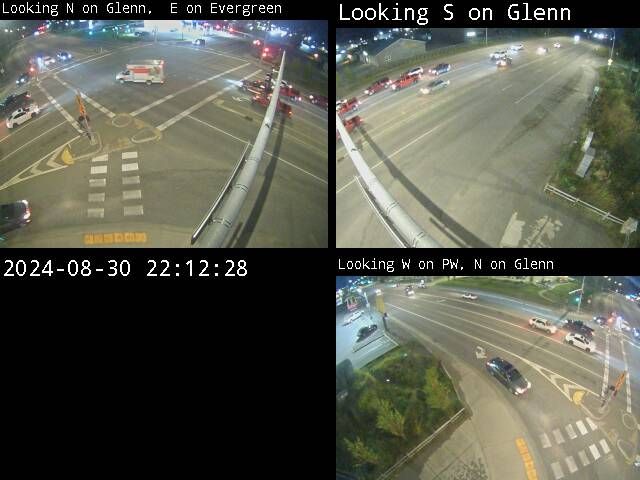 Looking N on Glenn,  E on Evergreen
Looking S on Glenn
2024-08-30 22:12:28
Looking W on PW, N on Glenn